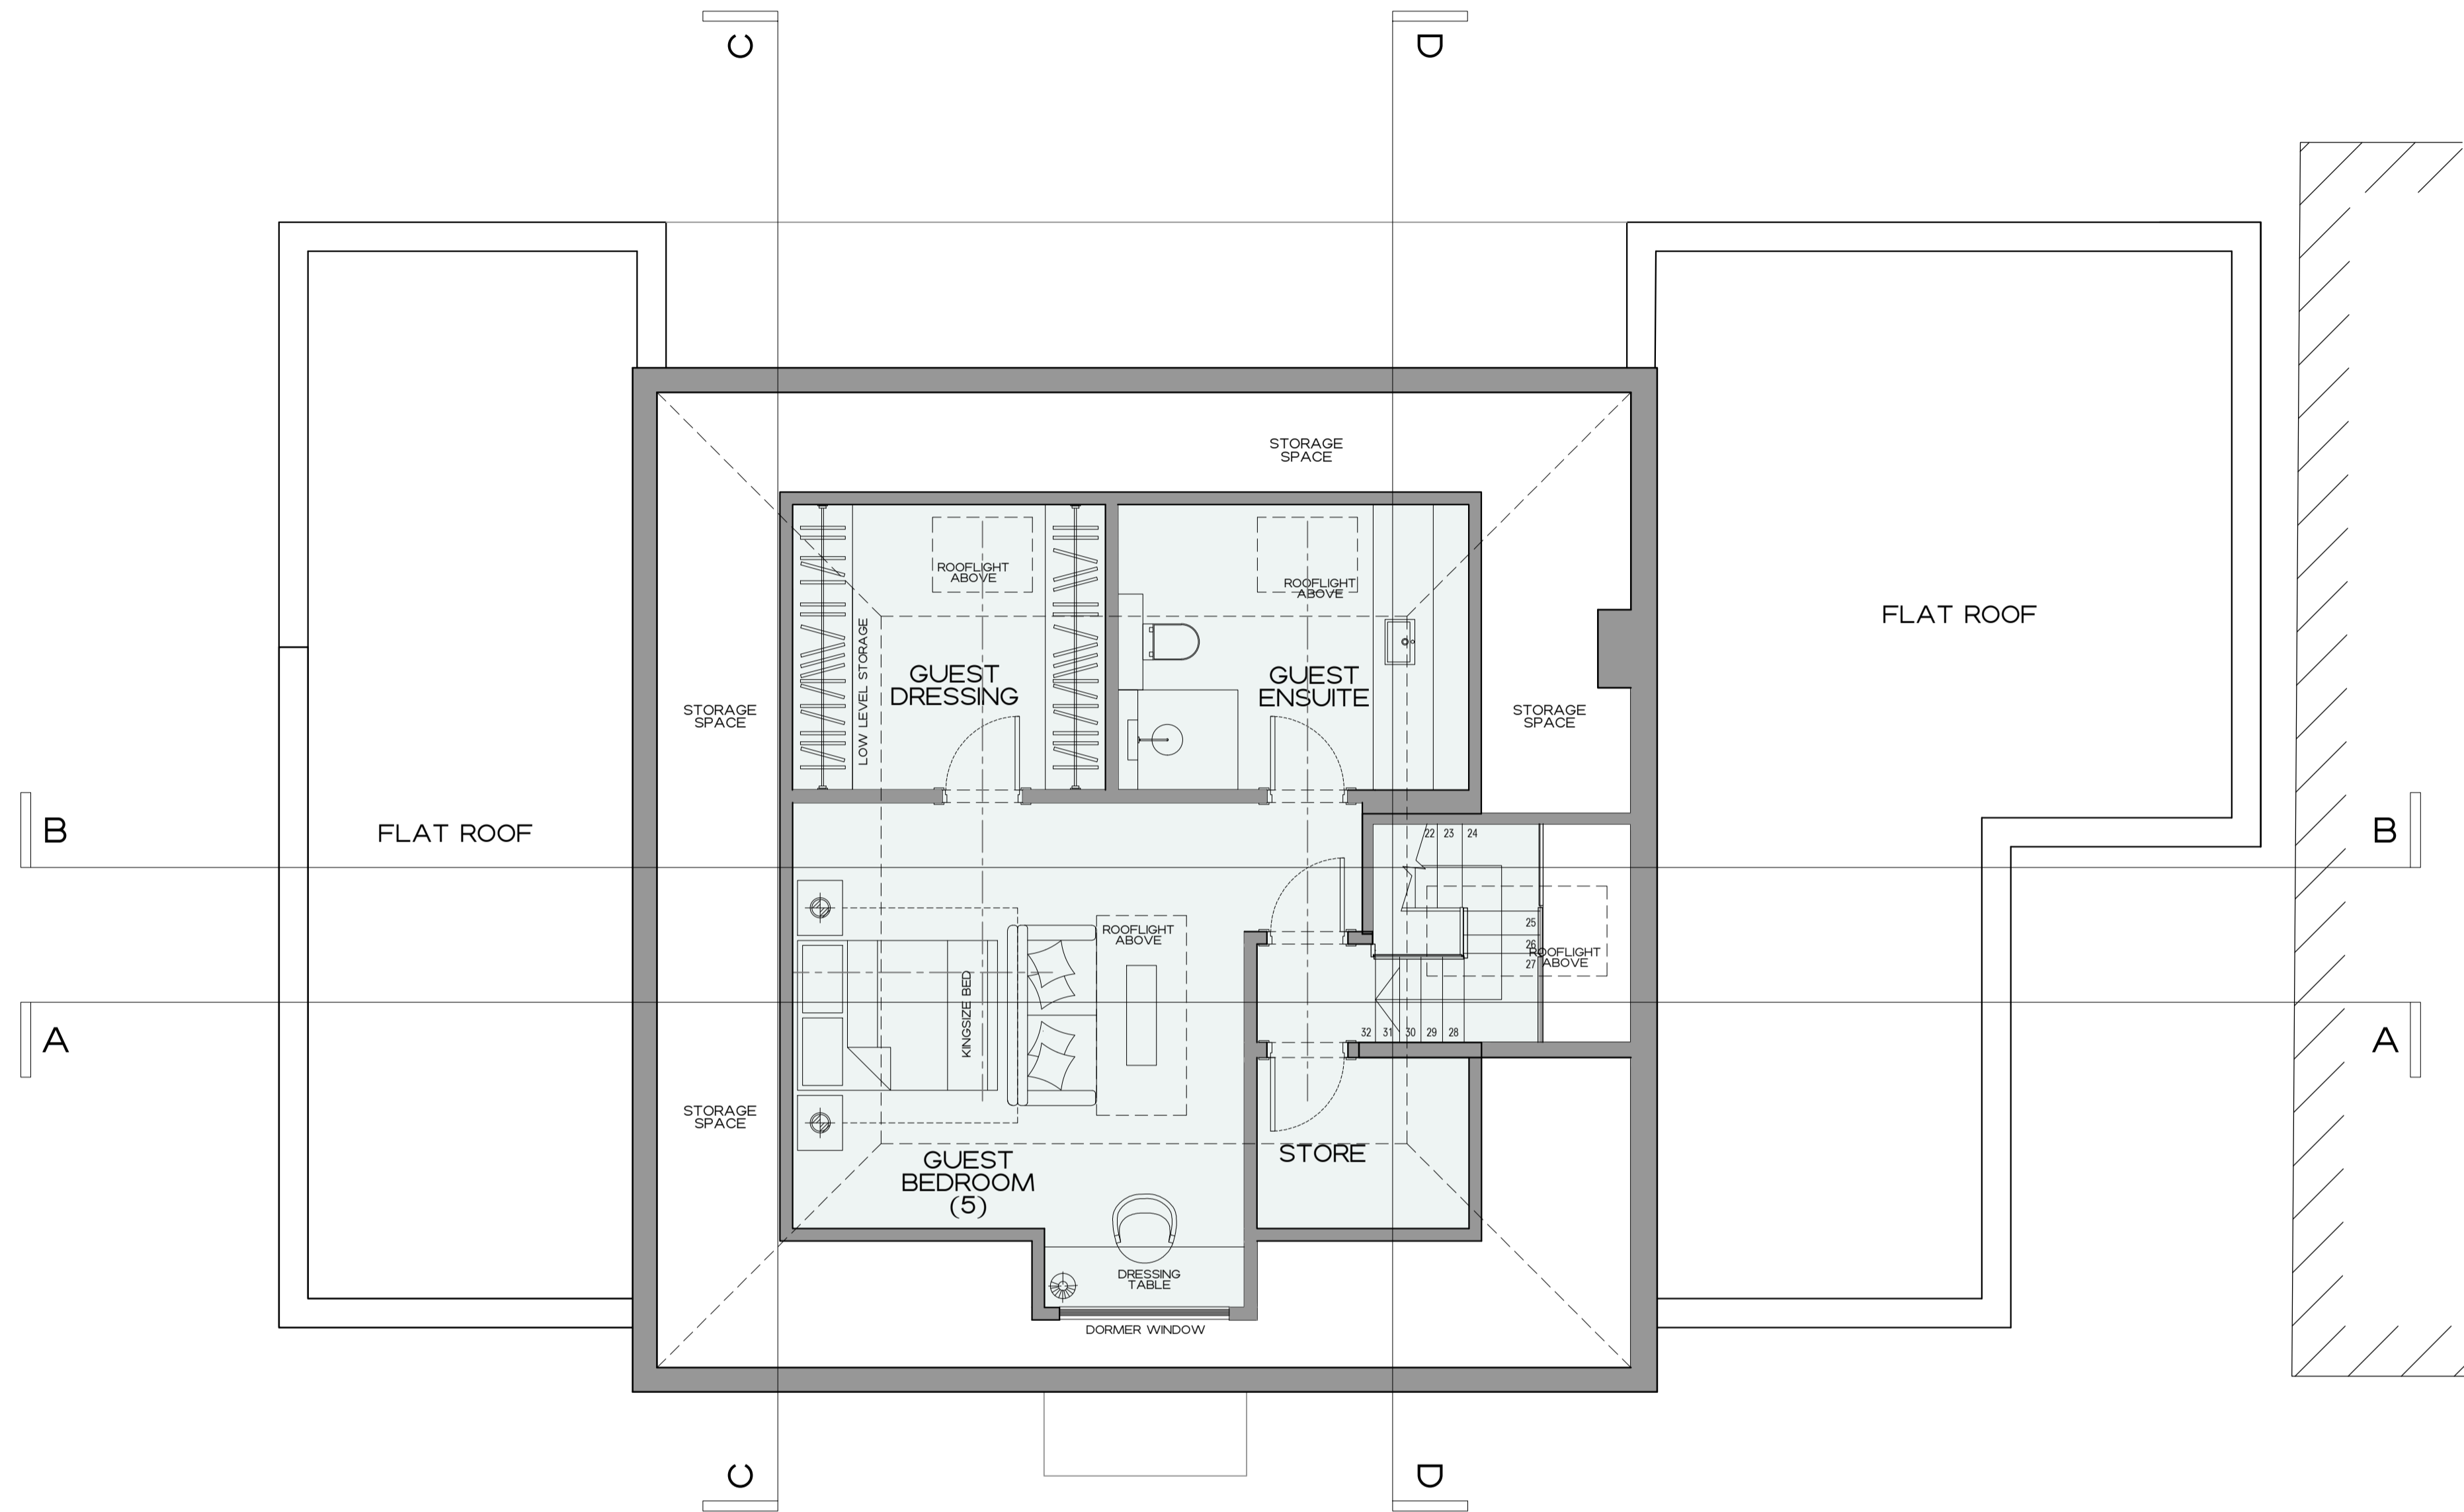 C
D
STORAGE
SPACE
ROOFLIGHT
ABOVE
ROOFLIGHT
ABOVE
FLAT ROOF
LOW LEVEL STORAGE
GUEST
DRESSING
GUEST
ENSUITE
STORAGE
SPACE
STORAGE
SPACE
B
FLAT ROOF
22
23
24
B
ROOFLIGHT
ABOVE
25
26
27
ROOFLIGHT
ABOVE
KINGSIZE BED
A
32
31
30
29
28
A
STORAGE
SPACE
GUEST
BEDROOM
(5)
STORE
DRESSING
TABLE
DORMER WINDOW
C
D